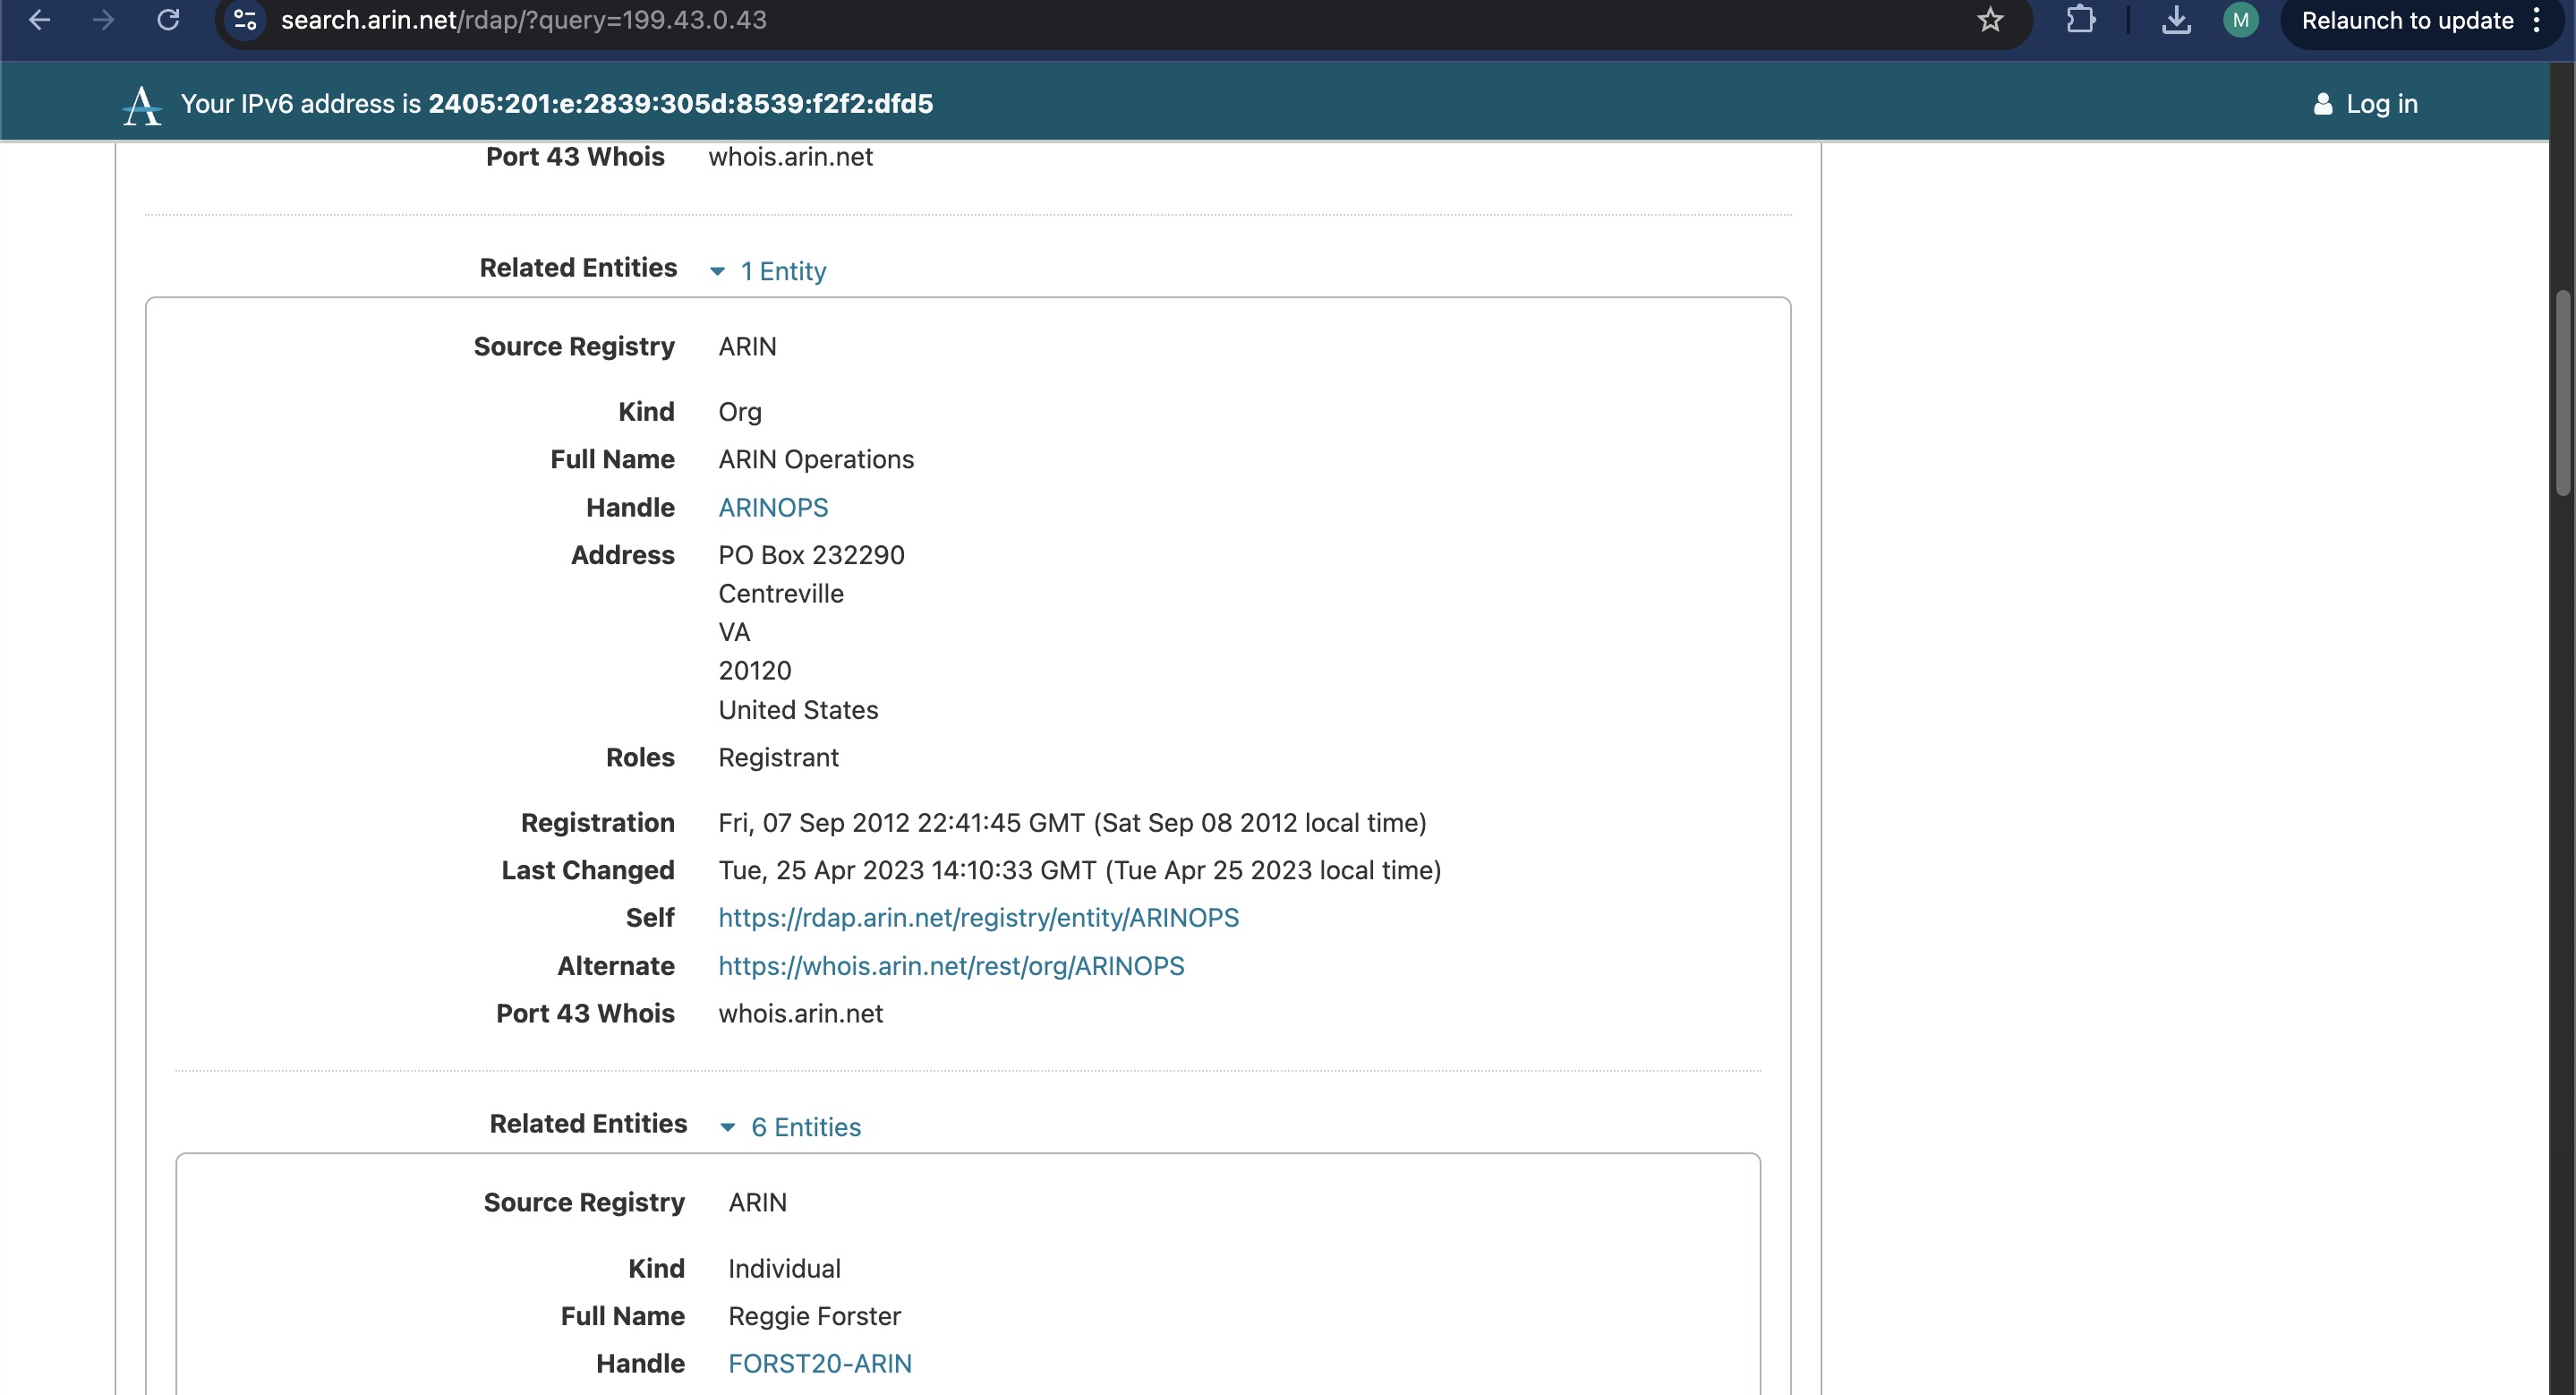 search.arin.net/rdap/?query=199.43.0.43
M
Relaunch to update
A Your IPv6 address is 2405:201:e:2839:305d:8539:f2f2:dfd5
Log in
Port 43 Whois whois.arin.net
Related Entities 1 Entity
Source Registry ARIN
Kind Org
Full Name ARIN Operations
Handle ARINOPS
Address PO Box 232290
Centreville
VA
20120
United States
Roles Registrant
Registration Fri, 07 Sep 2012 22:41:45 GMT (Sat Sep 08 2012 local time)
Last Changed Tue, 25 Apr 2023 14:10:33 GMT (Tue Apr 25 2023 local time)
Self https://rdap.arin.net/registry/entity/ARINOPS
Alternate https://whois.arin.net/rest/org/ARINOPS
Port 43 Whois whois.arin.net
Related Entities 6 Entities
Source Registry ARIN
Kind Individual
Full Name Reggie Forster
Handle FORST20-ARIN